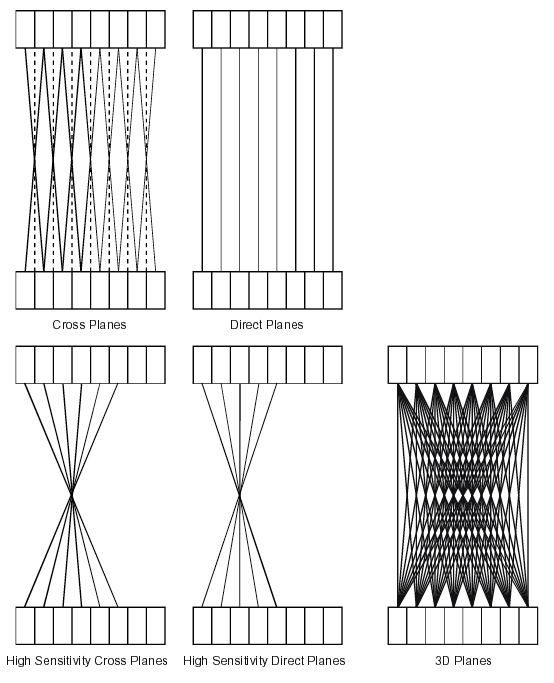 Cross Planes
Direct Planes
High Sensitivity Cross Planes
High Sensitivity Direct Planes
3D Planes